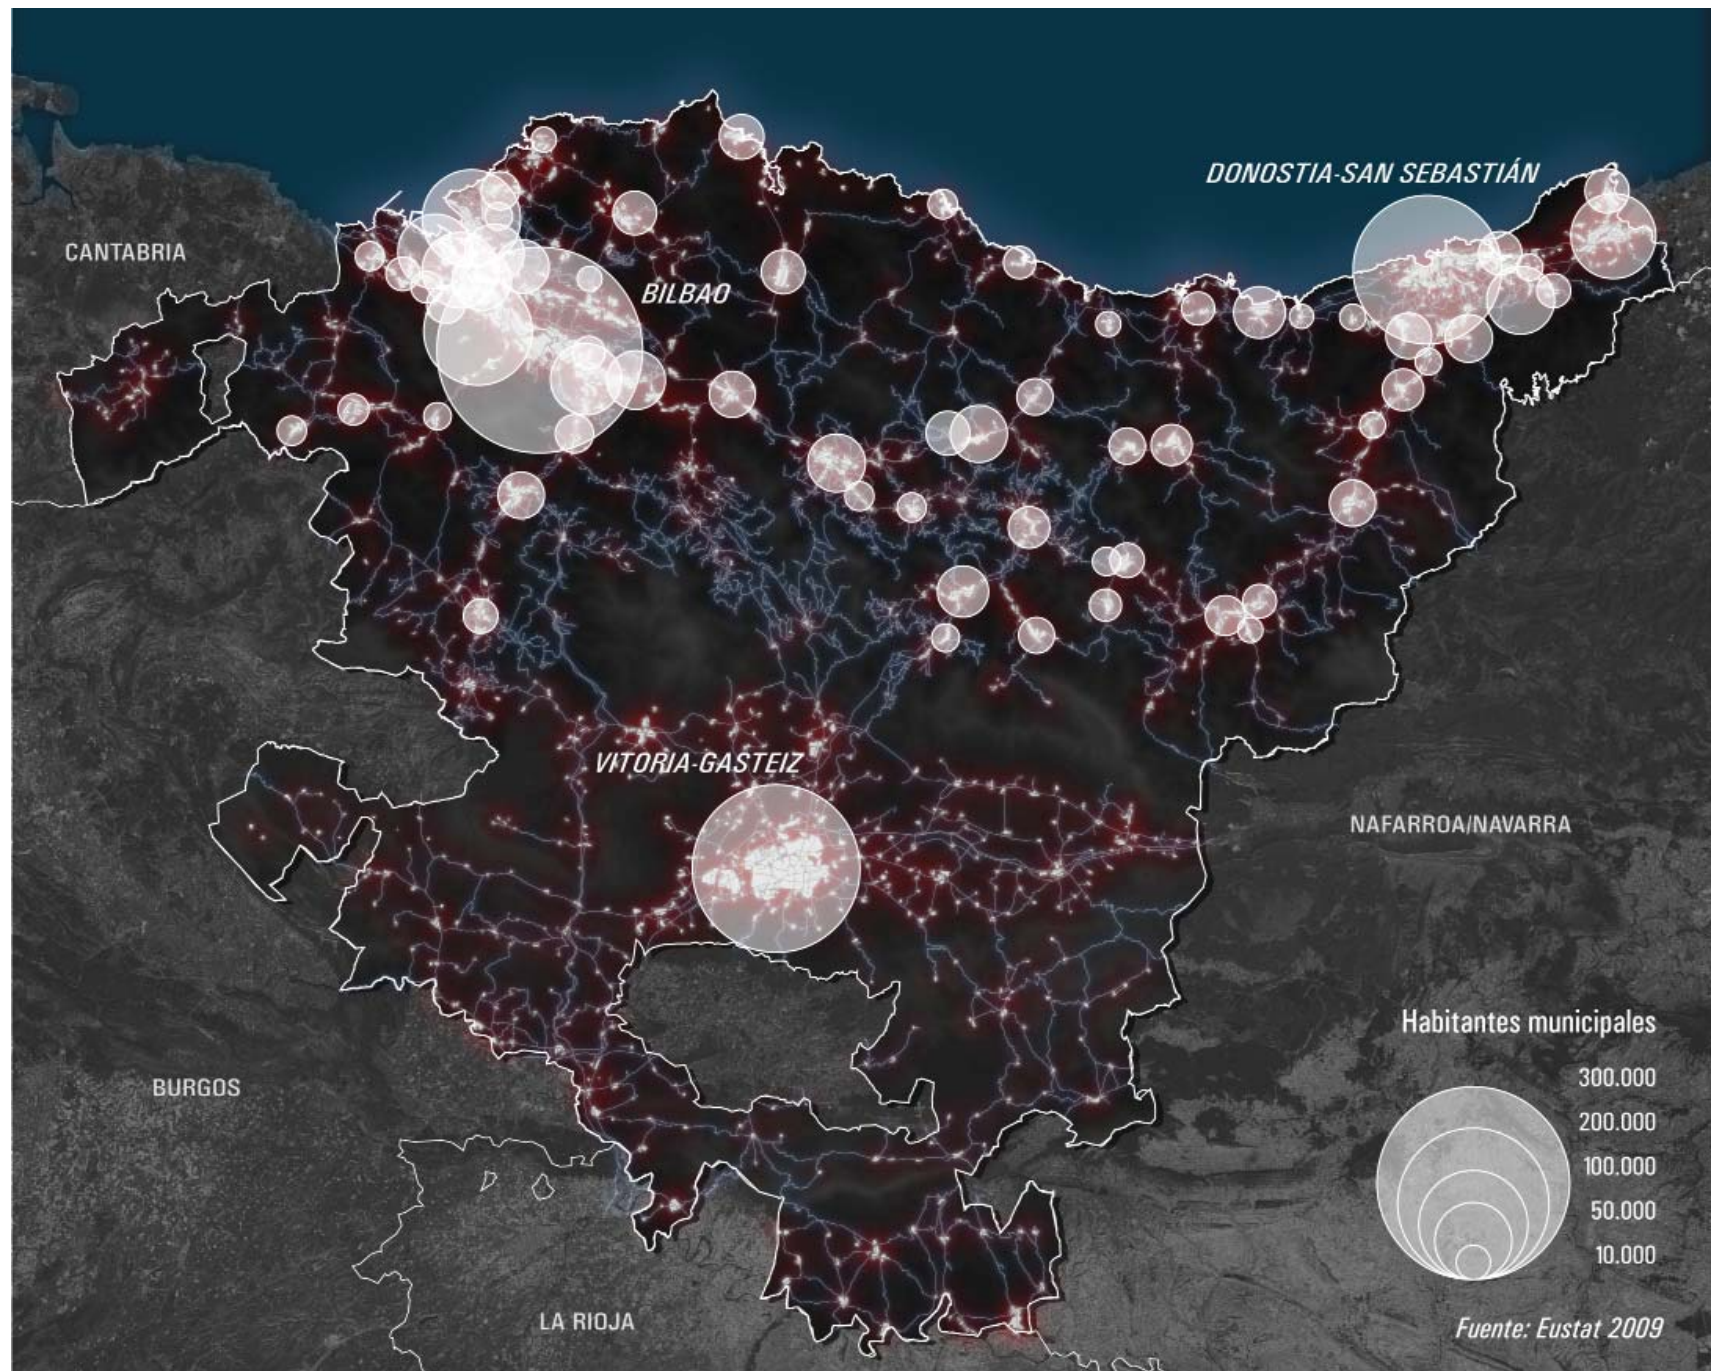 DONOSTIA-SAN SEBASTIÁN
CANTABRIA
BILBAO
VITORIA-GASTEIZ
NAFARROA/NAVARRA
BURGOS
LA RIOJA
Habitantes municipales
300.000
200.000
100.000
50.000
10.000
Fuente: Eustat 2009